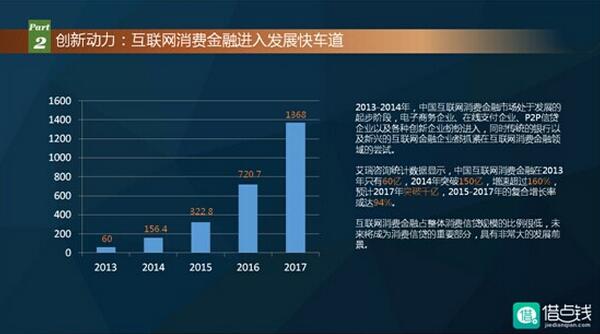 Part
2
创新动力：互联网消费金融进入发展快车道
1600
1400
1200
1000
800
600
400
200
0
60
156.4
322.8
720.7
1368
2013
2014
2015
2016
2017
2013-2014年，中国互联网消费金融市场处于发展的
起步阶段，电子商务企业、在线支付企业、P2P信贷
企业以及各种创新企业纷纷进入，同时传统的银行以
及新兴的互联网金融企业都抓紧在互联网消费金融领
域的尝试。
艾瑞咨询统计数据显示，中国互联网消费金融在2013
年只有60亿，2014年突破150亿，增速超过160%，
预计2017年突破千亿，2015-2017年的复合增长率
或达94%。
互联网消费金融占整体消费信贷规模的比例很低，未
来将成为消费信贷的重要部分，具有非常大的发展前
景。
借
借点钱
jiedianqian.com